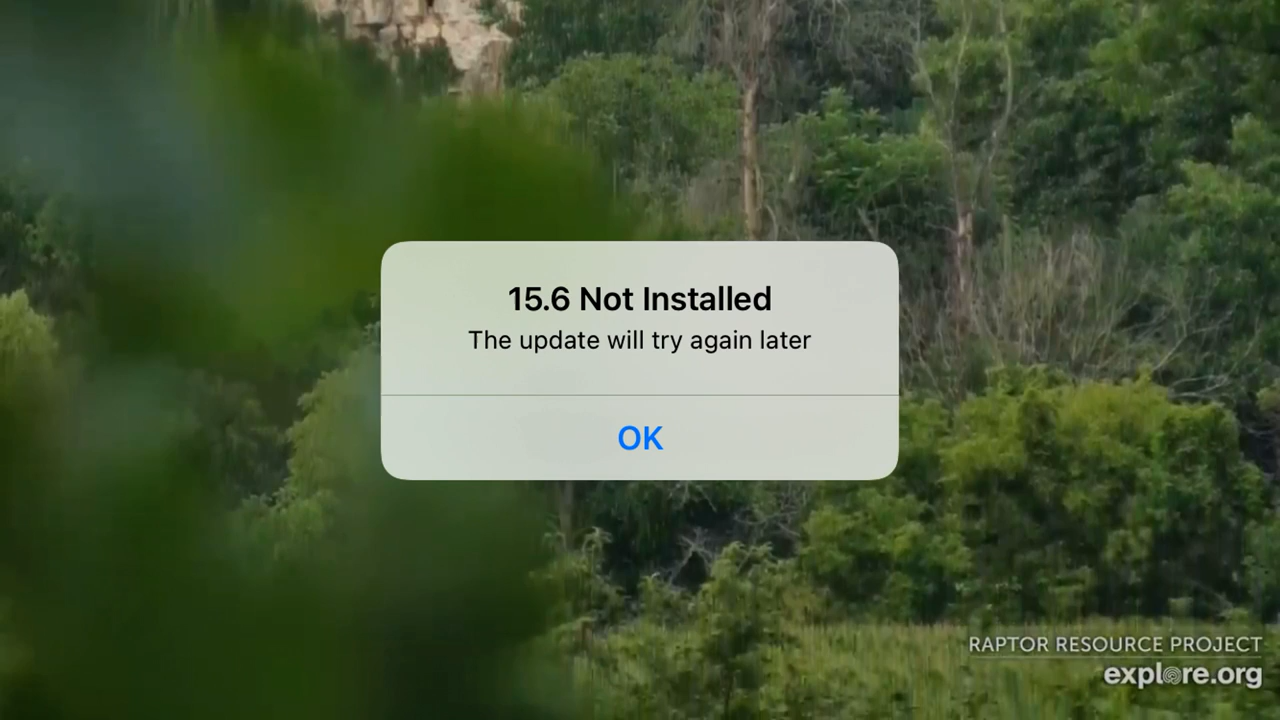 15.6 Not Installed
The update will try again later
OK
RAPTOR RESOURCE PROJECT
explore.org